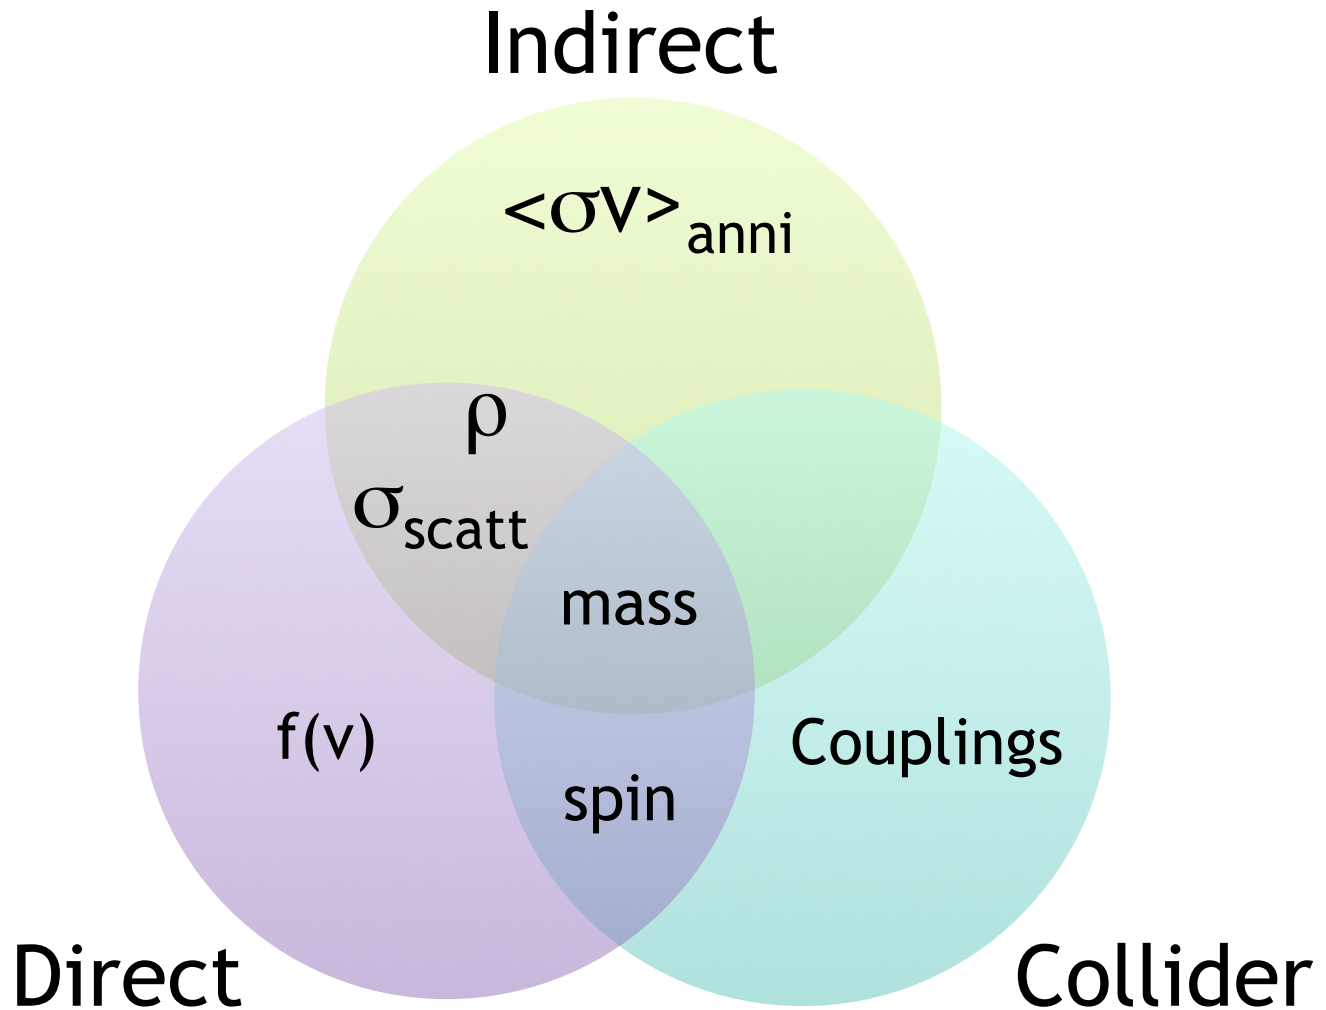 Indirect
<σv>anni
ρ
σscatt
mass
f(v)
Couplings
spin
Direct
Collider